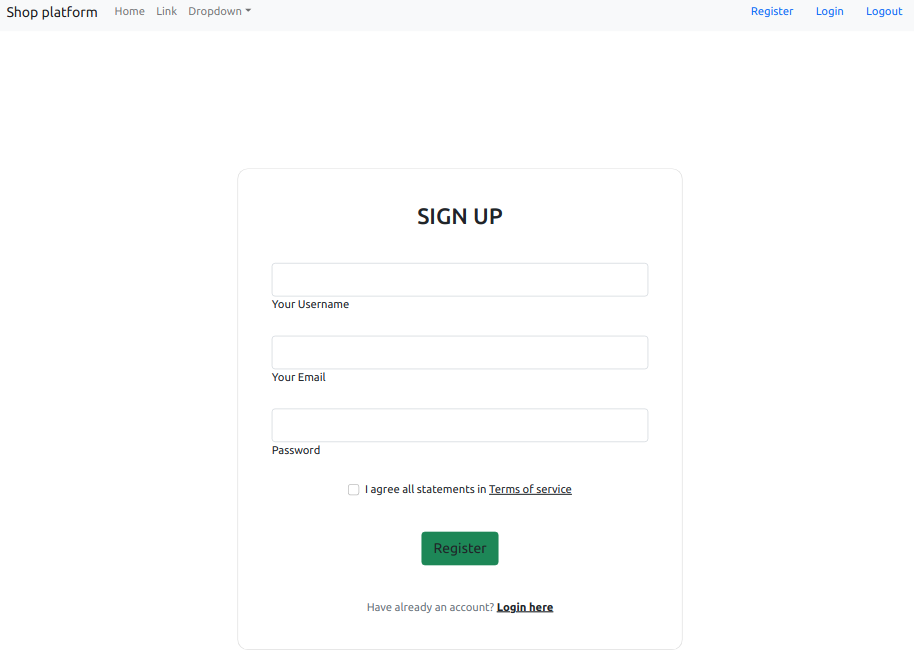 Shop platform Home Link Dropdown Register Login Logout
SIGN UP
Your Username
Your Email
Password
I agree all statements in Terms of service
Register
Have already an account? Login here